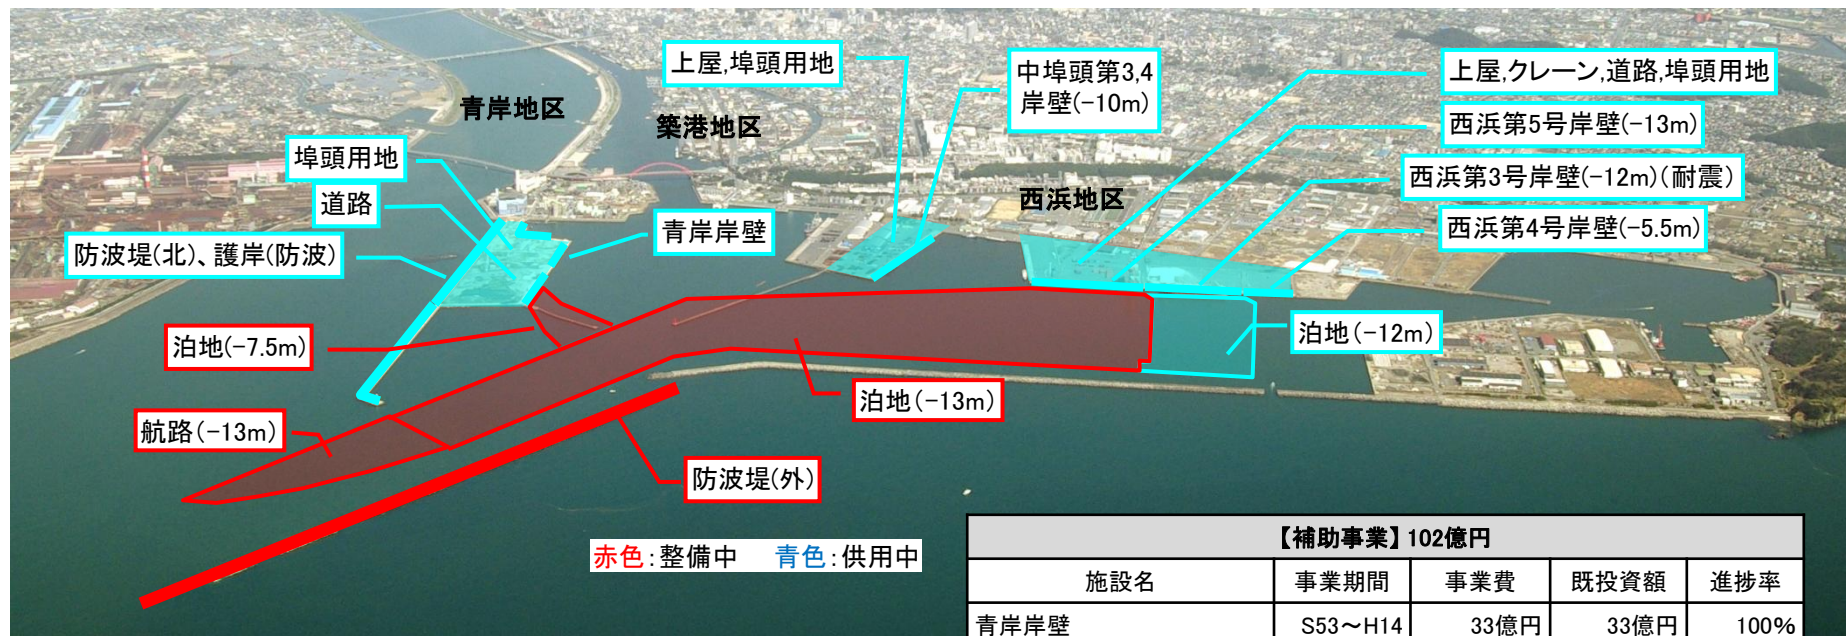 上屋,埠頭用地
中埠頭第3,4
岸壁(-10m)
上屋,クレーン,道路,埠頭用地
青岸地区
築港地区
西浜第5号岸壁(-13m)
埠頭用地
西浜第3号岸壁(-12m)(耐震)
道路
西浜地区
青岸岸壁
西浜第4号岸壁(-5.5m)
防波堤(北)、護岸(防波)
泊地(-7.5m)
泊地(-12m)
泊地(-13m)
航路(-13m)
防波堤(外)
赤色:整備中 青色:供用中
【補助事業】102億円
施設名 事業期間 事業費 既投資額 進捗率
青岸岸壁 S53～H14 33億円 33億円 100%